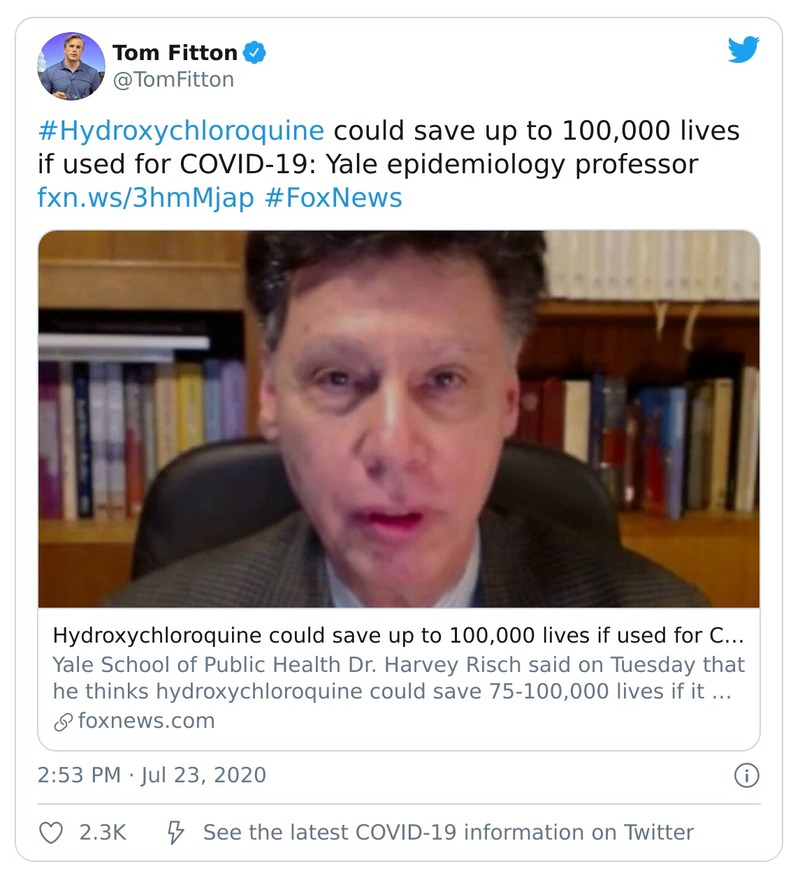 Tom Fitton
@TomFitton
#Hydroxychloroquine could save up to 100,000 lives
if used for COVID-19: Yale epidemiology professor
fxn.ws/3hmMjap #FoxNews
Hydroxychloroquine could save up to 100,000 lives if used for C...
Yale School of Public Health Dr. Harvey Risch said on Tuesday that
he thinks hydroxychloroquine could save 75-100,000 lives if it ...
foxnews.com
2:53 PM · Jul 23, 2020
2.3K See the latest COVID-19 information on Twitter